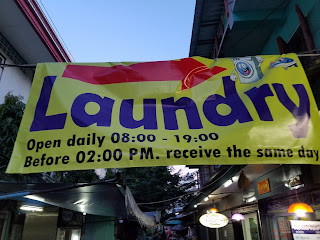 Laundry
Open daily 08:00 - 19:00
Before 02:00 PM. receive the same day